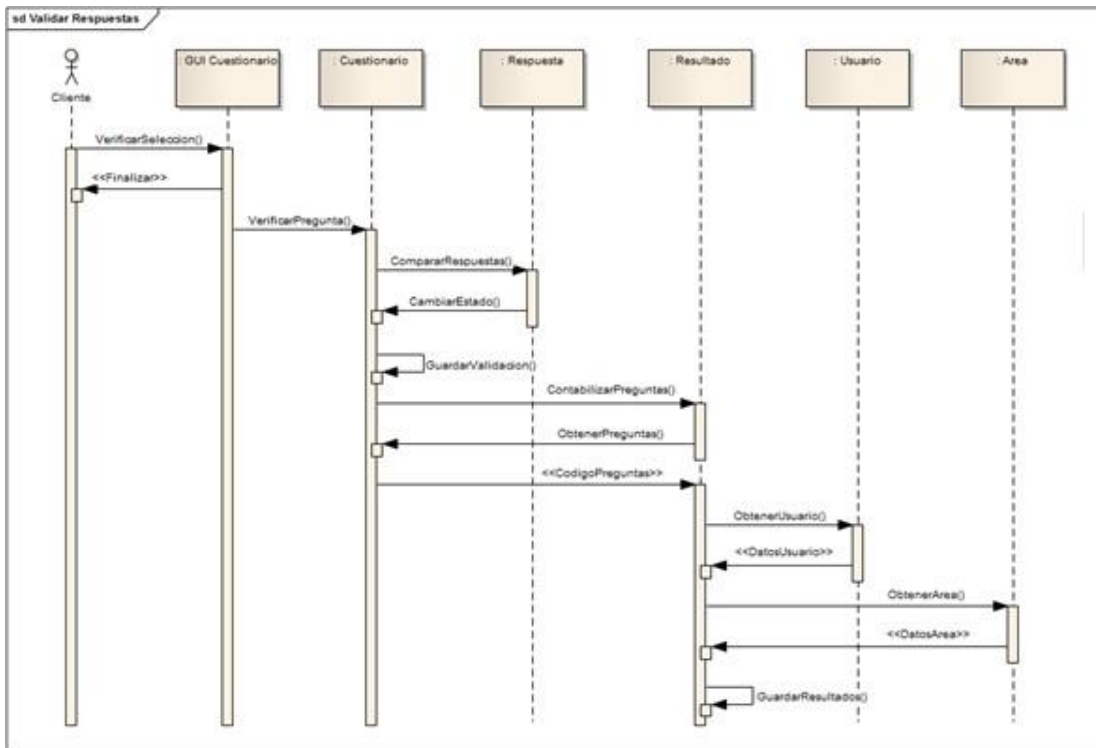 sd Validar Respuestas
Cliente
: GUI Cuestionario
: Cuestionario
: Respuesta
: Resultado
: Usuario
: Area
VerificarSeleccion()
<<Finalizar>>
VerificarPregunta()
CompararRespuestas()
CambiarEstado()
GuardarValidacion()
ContabilizarPreguntas()
ObtenerPreguntas()
<<CodigoPreguntas>>
ObtenerUsuario()
<<DatosUsuario>>
ObtenerArea()
<<DatosArea>>
GuardarResultados()